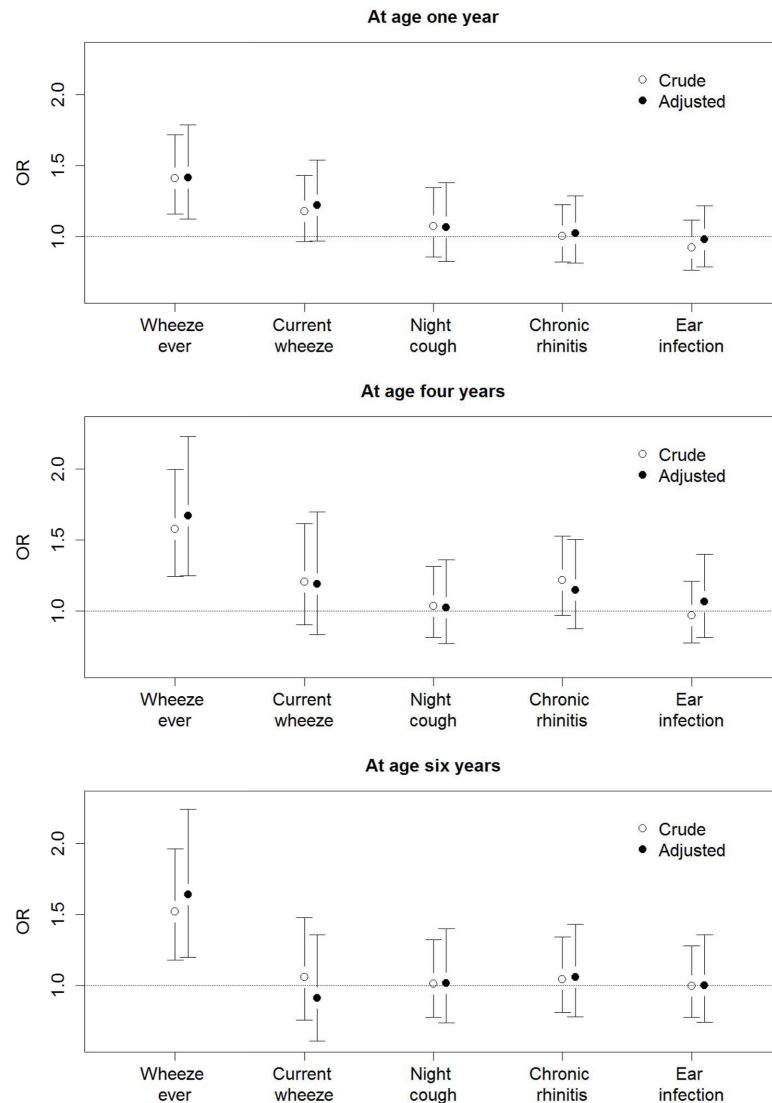 At age one year
OR
2.0
1.5
1.0
Crude
Adjusted
Wheeze Current Night Chronic Ear
ever wheeze cough rhinitis infection
At age four years
OR
2.0
1.5
1.0
Crude
Adjusted
Wheeze Current Night Chronic Ear
ever wheeze cough rhinitis infection
At age six years
OR
2.0
1.5
1.0
Crude
Adjusted
Wheeze Current Night Chronic Ear
ever wheeze cough rhinitis infection